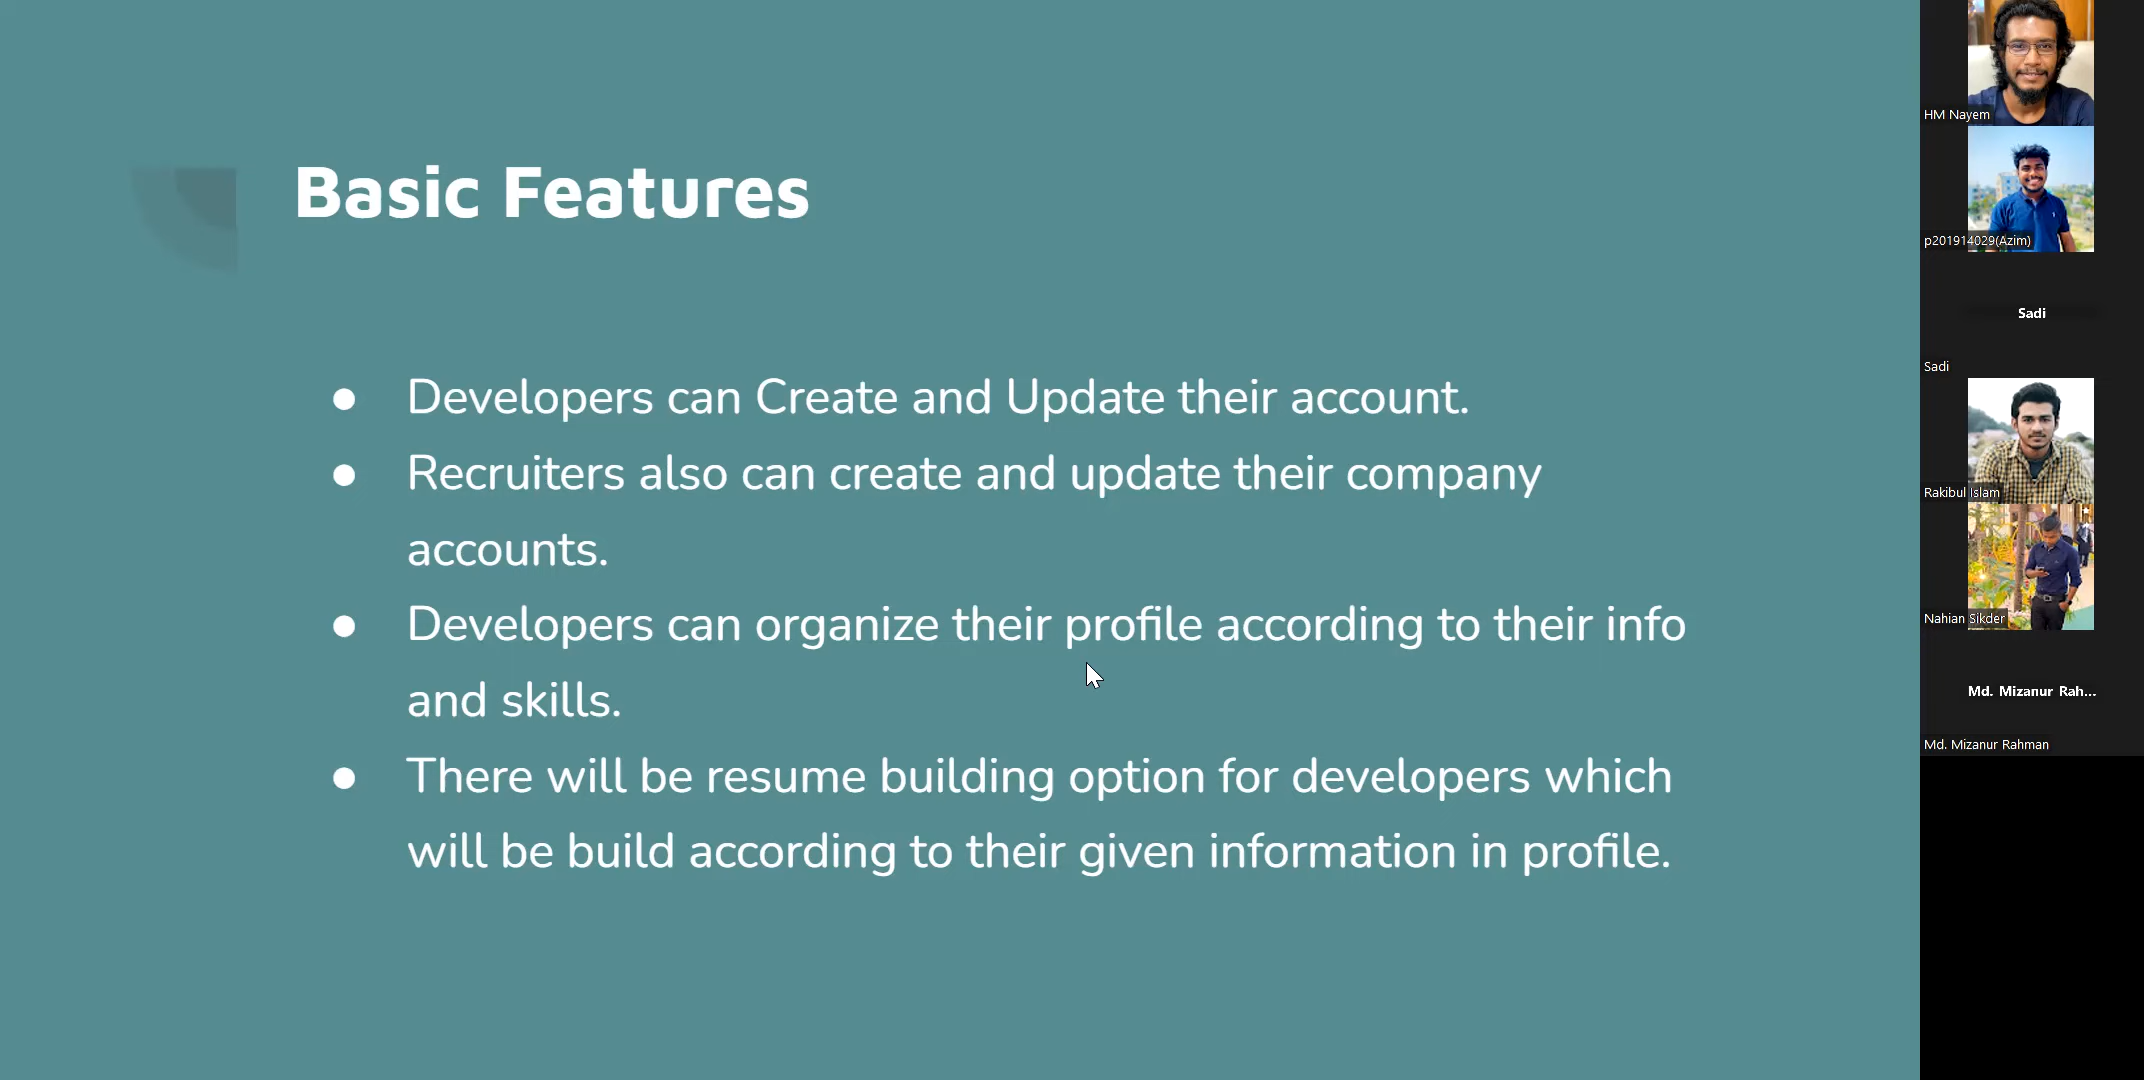 Basic Features
● Developers can Create and Update their account.
● Recruiters also can create and update their company
accounts.
● Developers can organize their profile according to their info
and skills.
● There will be resume building option for developers which
will be build according to their given information in profile.
HM Nayem
p201914029(Azim)
Sadi
Sadi
Rakibul Islam
Nahian Sikder
Md. Mizanur Rah...
Md. Mizanur Rahman